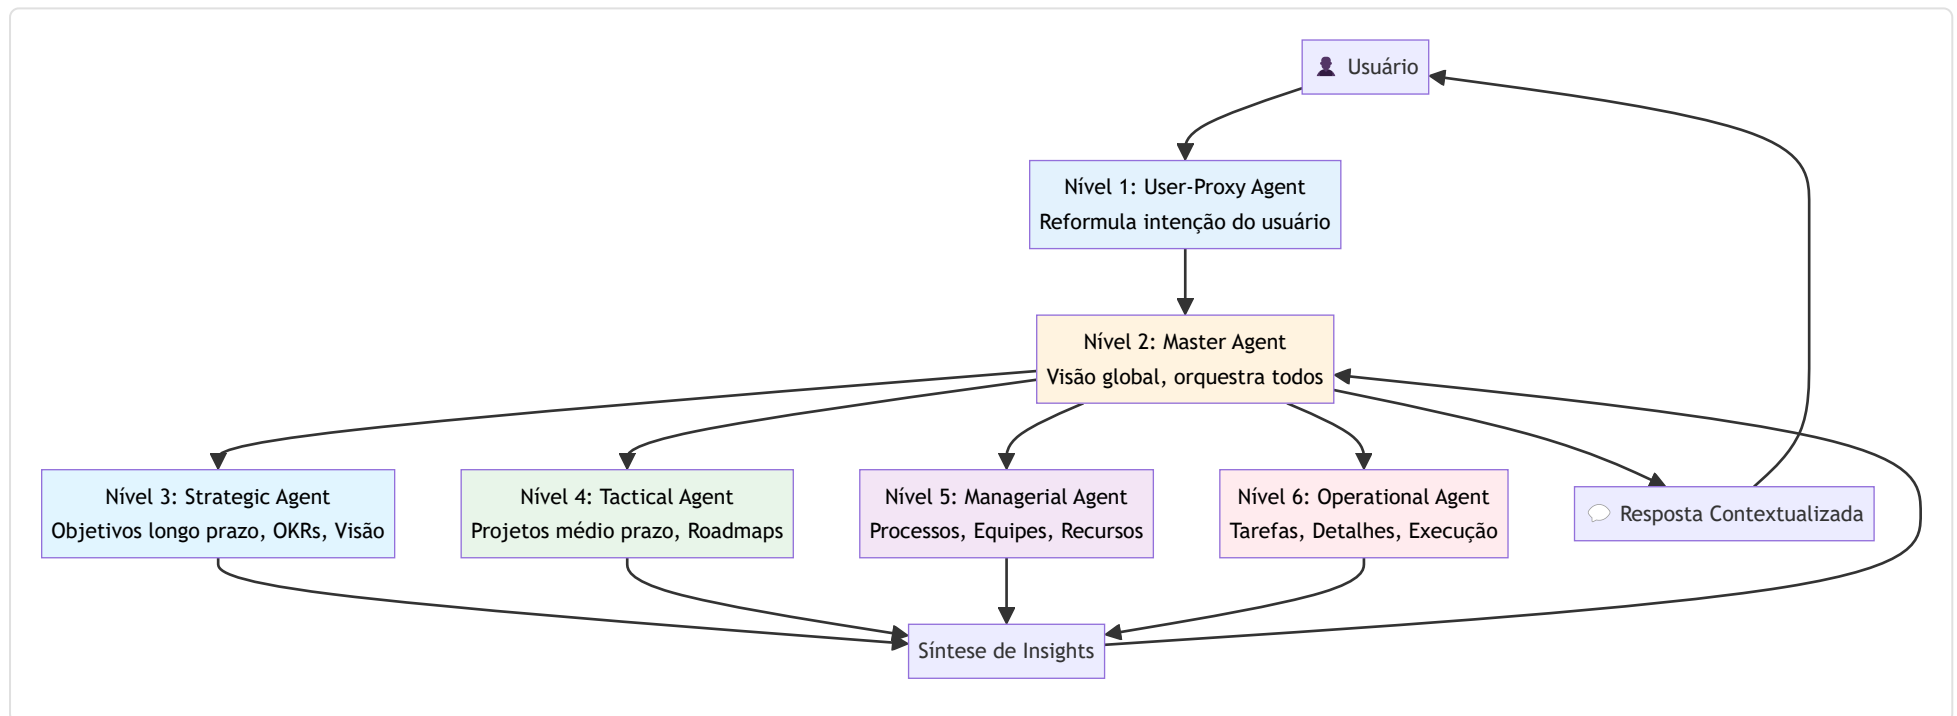 Usuário
Nível 1: User-Proxy Agent
Reformula intenção do usuário
Nível 2: Master Agent
Visão global, orquestra todos
Nível 3: Strategic Agent
Objetivos longo prazo, OKRs, Visão
Nível 4: Tactical Agent
Projetos médio prazo, Roadmaps
Nível 5: Managerial Agent
Processos, Equipes, Recursos
Nível 6: Operational Agent
Tarefas, Detalhes, Execução
Resposta Contextualizada
Síntese de Insights